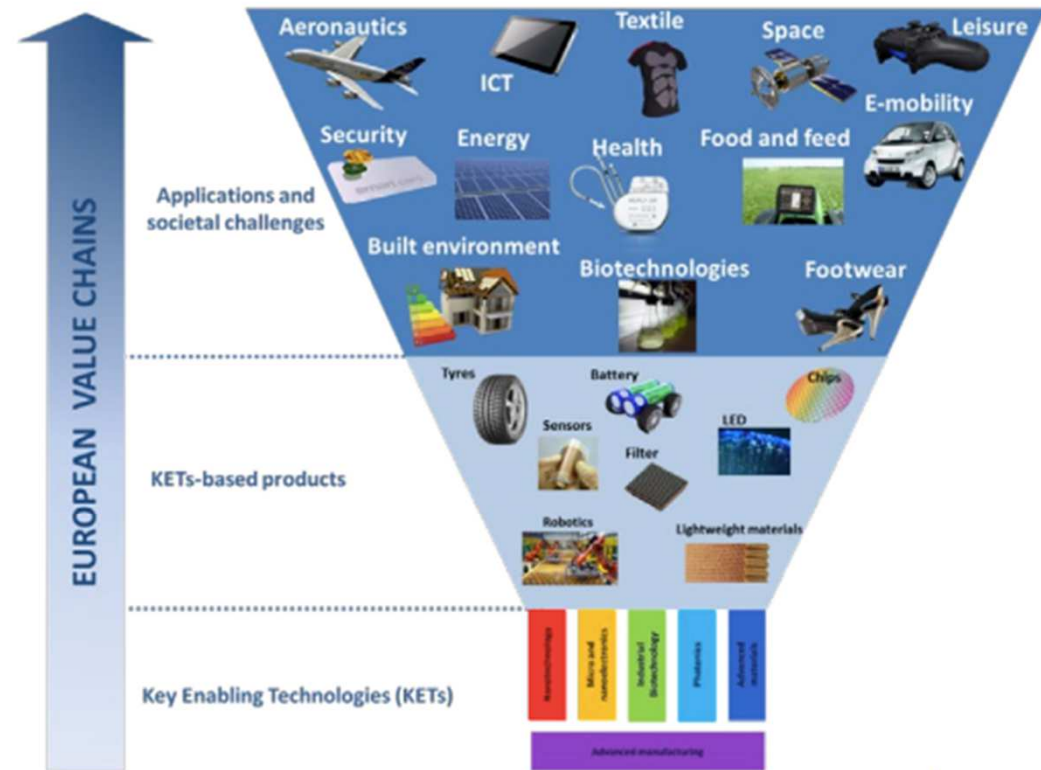 Aeronautics
ICT
Textile
Space
Leisure
E-mobility
Security
Energy
Health
Food and feed
Applications and
societal challenges
Built environment
Biotechnologies
Footwear
EUROPEAN VALUE CHAINS
Tyres
Battery
Chips
Sensors
LED
Filter
KETs-based products
Robotics
Lightweight materials
Key Enabling Technologies (KETs)
Nanotechnology
Micro and
nanoelectronics
Industrial
Biotechnology
Photonics
Advanced
materials
Advanced manufacturing